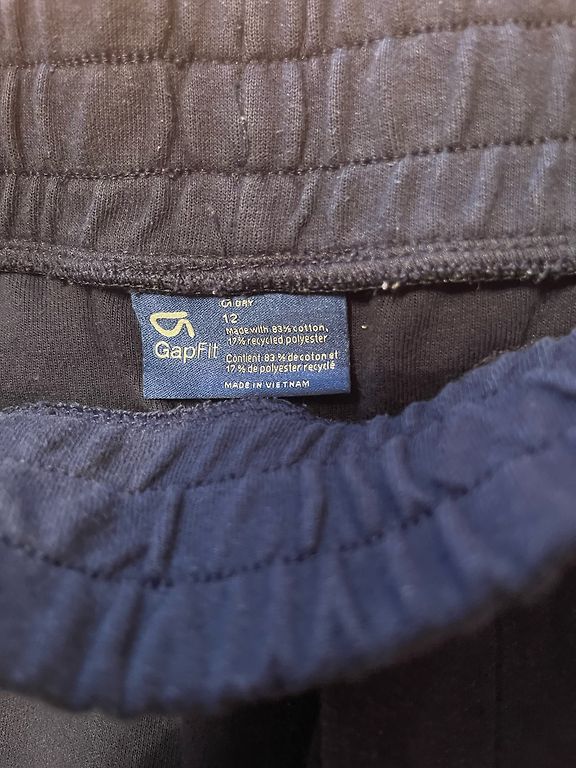 GapFit
G DRY
12
Made with 83% cotton,
17% recycled polyester
Contient: 83 % de coton et
17 % de polyester recyclé
MADE IN VIETNAM